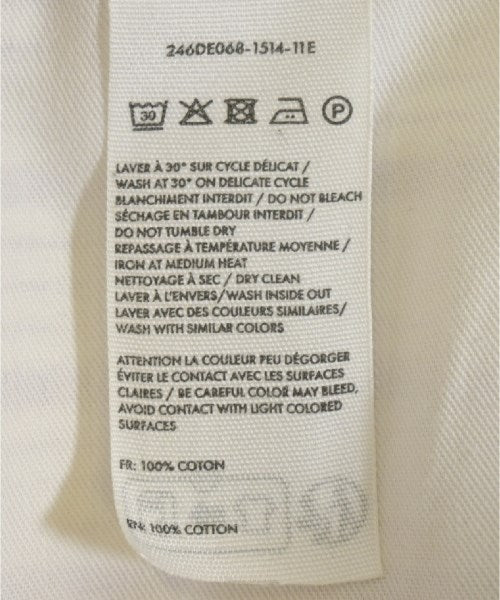 246DE068-1514-11E
30 P
LAVER À 30° SUR CYCLE DÉLICAT /
WASH AT 30° ON DELICATE CYCLE
BLANCHIMENT INTERDIT / DO NOT BLEACH
SÉCHAGE EN TAMBOUR INTERDIT /
DO NOT TUMBLE DRY
REPASSAGE À TEMPÉRATURE MOYENNE /
IRON AT MEDIUM HEAT
NETTOYAGE À SEC / DRY CLEAN
LAVER À L'ENVERS/WASH INSIDE OUT
LAVER AVEC DES COULEURS SIMILAIRES/
WASH WITH SIMILAR COLORS
ATTENTION LA COULEUR PEU DÉGORGER
ÉVITER LE CONTACT AVEC LES SURFACES
CLAIRES / BE CAREFUL COLOR MAY BLEED,
AVOID CONTACT WITH LIGHT COLORED
SURFACES
FR: 100% COTON
EN: 100% COTTON